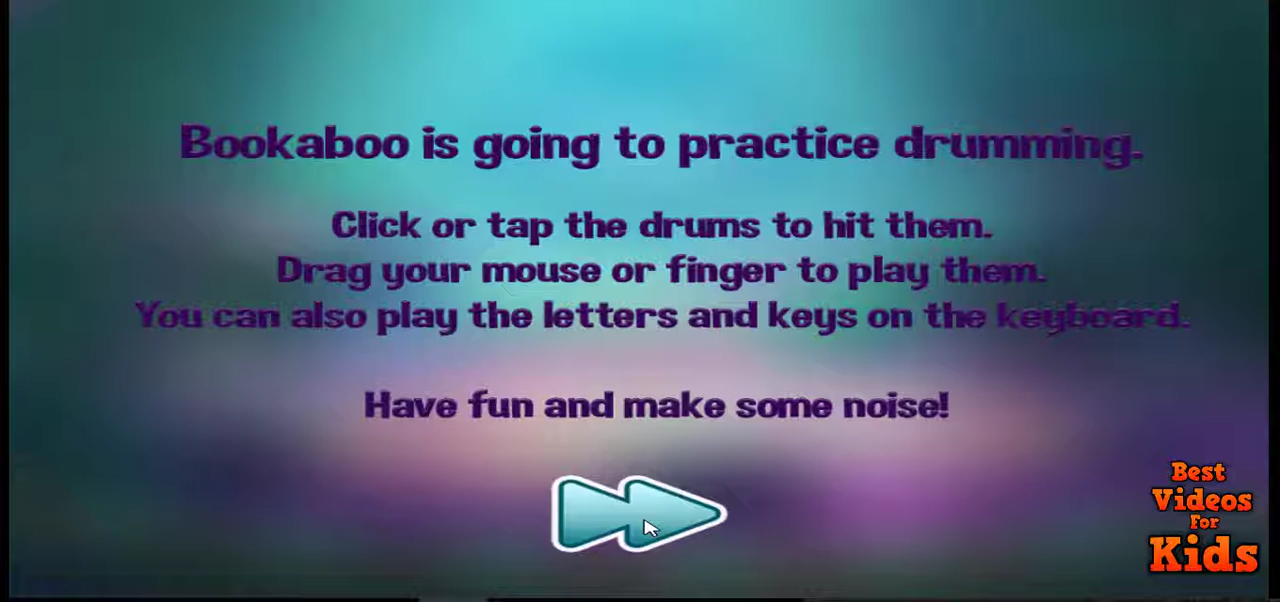 Bookaboo is going to practice drumming.
Click or tap the drums to hit them.
Drag your mouse or finger to play them.
You can also play the letters and keys on the keyboard.
Have fun and make some noise!
Best
Videos
For
Kids